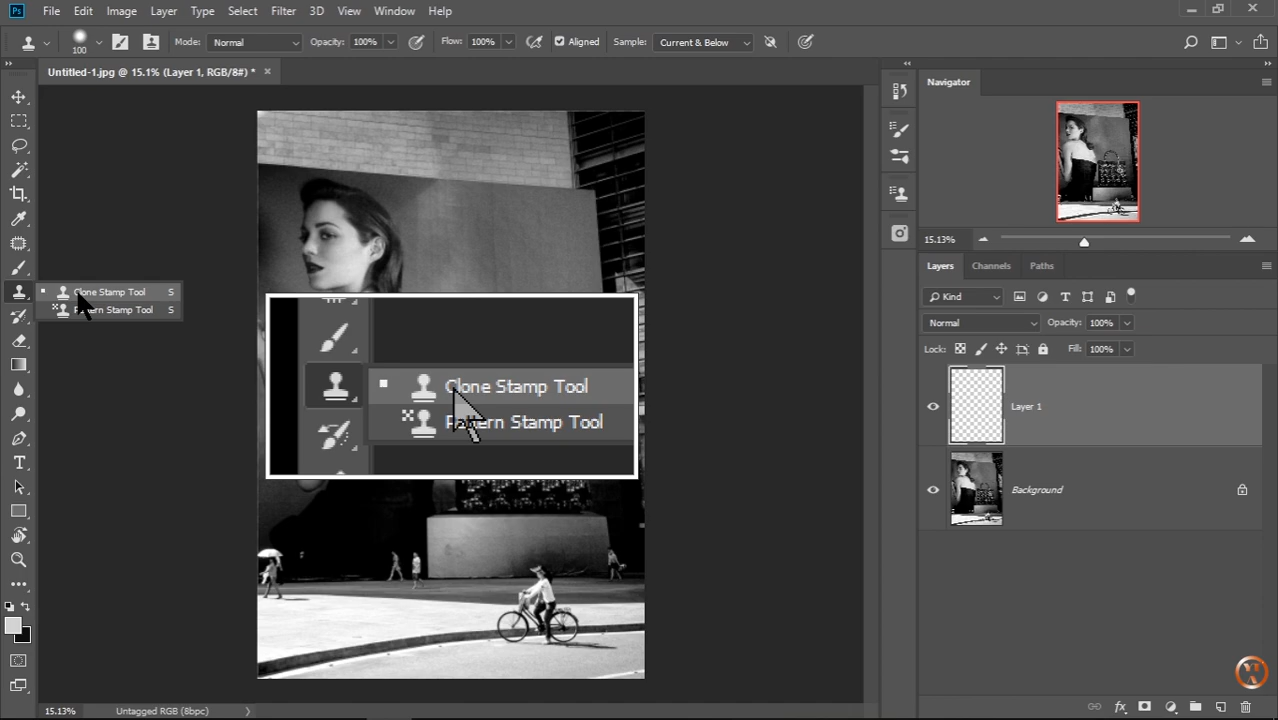 Ps File Edit Image Layer Type Select Filter 3D View Window Help
100 Mode: Normal Opacity: 100% Flow: 100% Aligned Sample: Current & Below
Untitled-1.jpg @ 15.1% (Layer 1, RGB/8#) * ×
Navigator
15.13%
Layers Channels Paths
Kind
Normal Opacity: 100%
Lock: Fill: 100%
Layer 1
Background
Clone Stamp Tool S
Pattern Stamp Tool S
Clone Stamp Tool
Pattern Stamp Tool
15.13% Untagged RGB (8bpc)